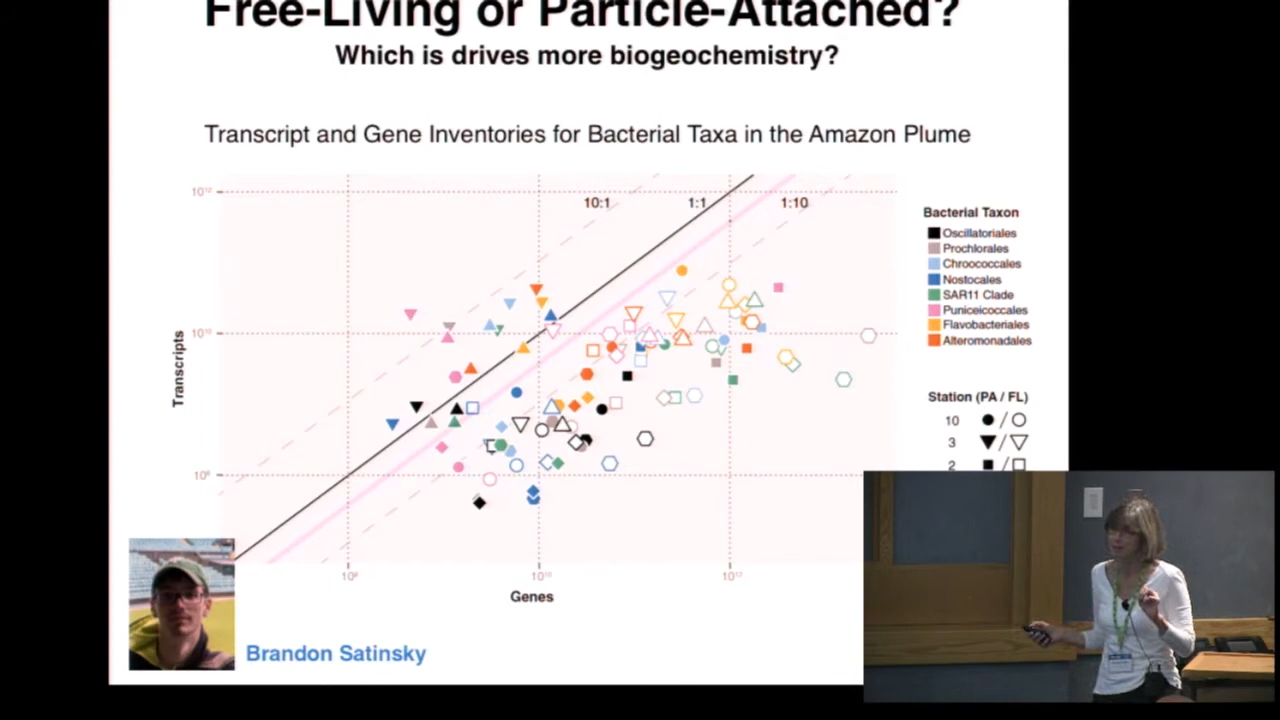 Free-Living or Particle-Attached?
Which is drives more biogeochemistry?
Transcript and Gene Inventories for Bacterial Taxa in the Amazon Plume
10:1 1:1 1:10
Transcripts
Genes
Bacterial Taxon
Oscillatoriales
Prochlorales
Chroococcales
Nostocales
SAR11 Clade
Puniceicoccales
Flavobacteriales
Alteromonadales
Station (PA / FL)
10 /
3 /
2 /
Brandon Satinsky